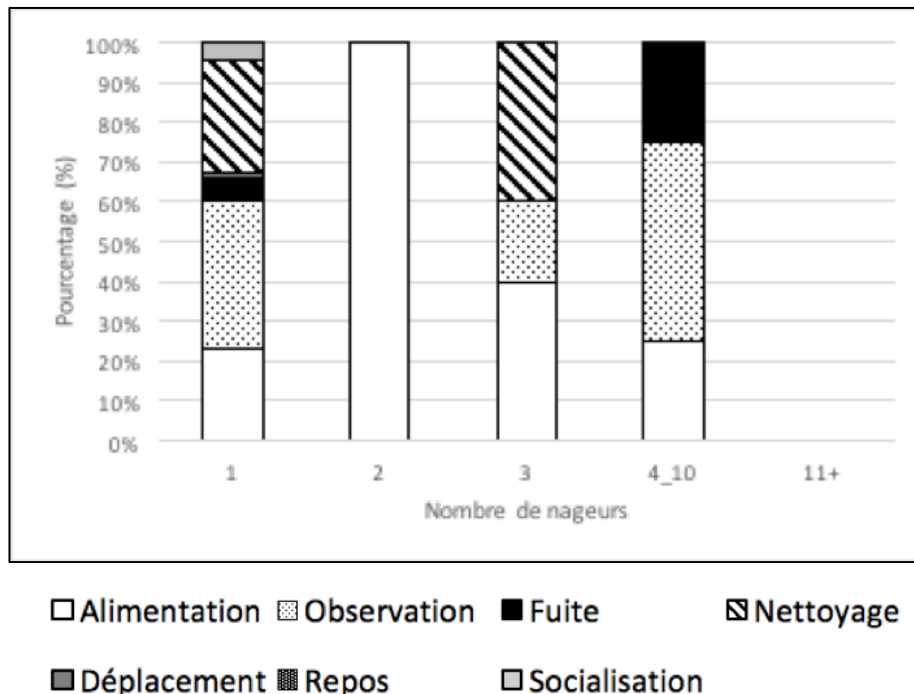 100%
90%
80%
70%
60%
50%
40%
30%
20%
10%
0%
Pourcentage (%)
1 2 3 4_10 11+
Nombre de nageurs
Alimentation Observation Fuite Nettoyage
Déplacement Repos Socialisation